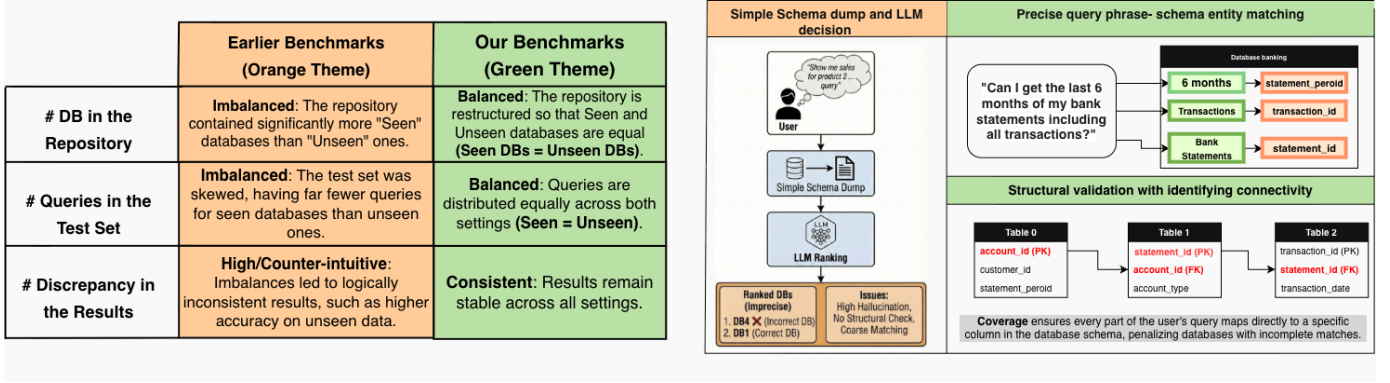 Earlier Benchmarks
(Orange Theme)
Our Benchmarks
(Green Theme)
# DB in the
Repository
Imbalanced: The repository
contained significantly more "Seen"
databases than "Unseen" ones.
Balanced: The repository is
restructured so that Seen and
Unseen databases are equal
(Seen DBs = Unseen DBs).
# Queries in the
Test Set
Imbalanced: The test set was
skewed, having far fewer queries
for seen databases than unseen
ones.
Balanced: Queries are
distributed equally across both
settings (Seen = Unseen).
# Discrepancy in
the Results
High/Counter-intuitive:
Imbalances led to logically
inconsistent results, such as higher
accuracy on unseen data.
Consistent: Results remain
stable across all settings.
Simple Schema dump and LLM
decision
"Show me sales
for product 2 ...
query"
User
Simple Schema Dump
LLM
LLM Ranking
Ranked DBs
(Imprecise)
1. DB4 ❌ (Incorrect DB)
2. DB1 (Correct DB)
Issues:
High Hallucination,
No Structural Check,
Coarse Matching
Precise query phrase- schema entity matching
"Can I get the last 6
months of my bank
statements including
all transactions?"
Database banking
6 months
statement_peroid
Transactions
transaction_id
Bank
Statements
statement_id
Structural validation with identifying connectivity
Table 0
account_id (PK)
customer_id
statement_peroid
Table 1
statement_id (PK)
account_id (FK)
account_type
Table 2
transaction_id (PK)
statement_id (FK)
transaction_date
Coverage ensures every part of the user's query maps directly to a specific
column in the database schema, penalizing databases with incomplete matches.